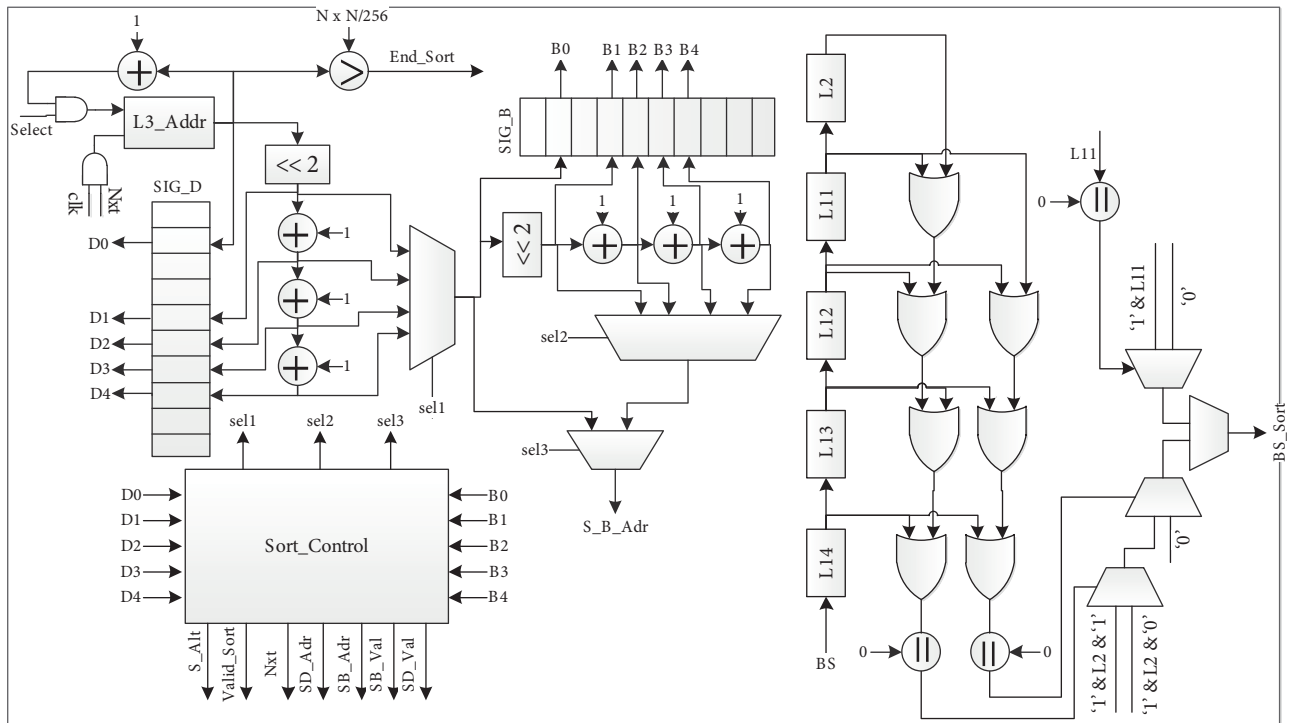 1
N x N/256
End_Sort
Select
L3_Addr
Nxt
clk
<< 2
SIG_D
D0
D1
D2
D3
D4
1
1
1
sel1
B0
B1
B2
B3
B4
SIG_B
<< 2
1
1
1
sel2
sel3
S_B_Adr
sel1
sel2
sel3
D0
D1
D2
D3
D4
Sort_Control
B0
B1
B2
B3
B4
S_Alt
Valid_Sort
Nxt
SD_Adr
SB_Adr
SB_Val
SD_Val
L2
L11
L12
L13
L14
BS
0
0
L11
0
‘1’ & L11
‘0’
BS_Sort
‘0’
‘1’ & L2 & ‘1’
‘1’ & L2 & ‘0’